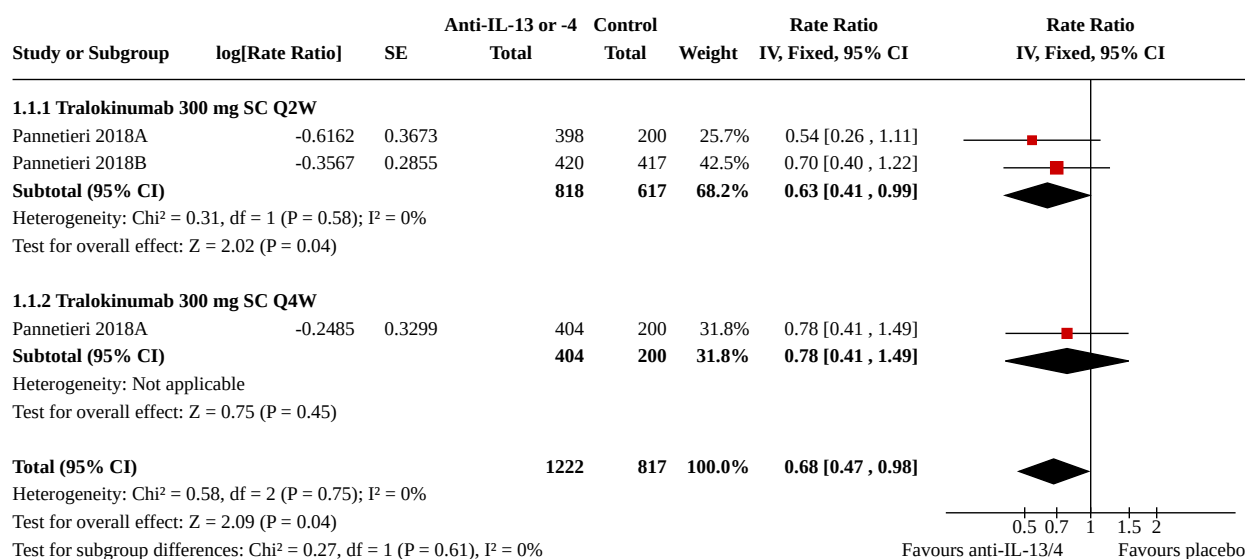 Anti-IL-13 or -4 Control Rate Ratio Rate Ratio
Study or Subgroup log[Rate Ratio] SE Total Total Weight IV, Fixed, 95% CI IV, Fixed, 95% CI
1.1.1 Tralokinumab 300 mg SC Q2W
Pannetieri 2018A -0.6162 0.3673 398 200 25.7% 0.54 [0.26 , 1.11]
Pannetieri 2018B -0.3567 0.2855 420 417 42.5% 0.70 [0.40 , 1.22]
Subtotal (95% CI) 818 617 68.2% 0.63 [0.41 , 0.99]
Heterogeneity: Chi² = 0.31, df = 1 (P = 0.58); I² = 0%
Test for overall effect: Z = 2.02 (P = 0.04)
1.1.2 Tralokinumab 300 mg SC Q4W
Pannetieri 2018A -0.2485 0.3299 404 200 31.8% 0.78 [0.41 , 1.49]
Subtotal (95% CI) 404 200 31.8% 0.78 [0.41 , 1.49]
Heterogeneity: Not applicable
Test for overall effect: Z = 0.75 (P = 0.45)
Total (95% CI) 1222 817 100.0% 0.68 [0.47 , 0.98]
Heterogeneity: Chi² = 0.58, df = 2 (P = 0.75); I² = 0%
Test for overall effect: Z = 2.09 (P = 0.04)
0.5 0.7 1 1.5 2
Test for subgroup differences: Chi² = 0.27, df = 1 (P = 0.61), I² = 0%
Favours anti-IL-13/4 Favours placebo